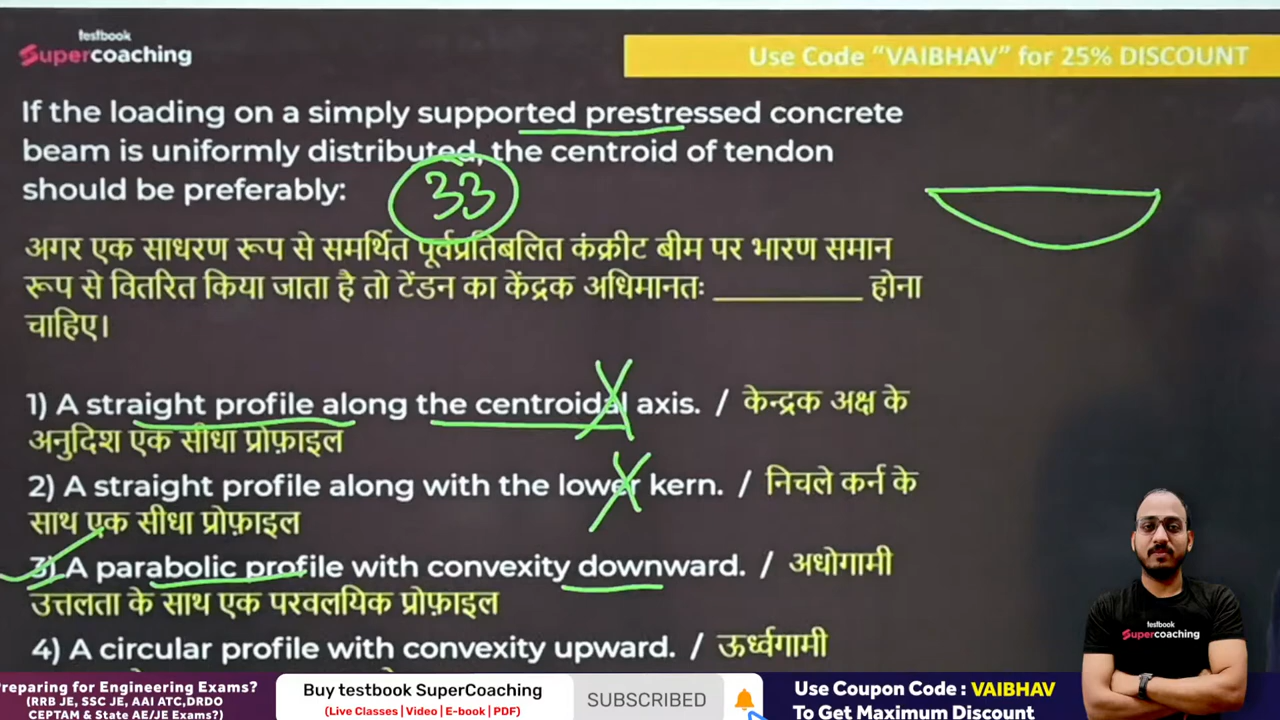 testbook
Supercoaching
Use Code “VAIBHAV” for 25% DISCOUNT
If the loading on a simply supported prestressed concrete
beam is uniformly distributed, the centroid of tendon
should be preferably:
33
अगर एक साधारण रूप से समर्थित पूर्वप्रतिबलित कंक्रीट बीम पर भारण समान
रूप से वितरित किया जाता है तो टेंडन का केंद्रक अधिमानतः __________ होना
चाहिए।
1) A straight profile along the centroidal axis. / केन्द्रक अक्ष के
अनुदिश एक सीधा प्रोफ़ाइल
2) A straight profile along with the lower kern. / निचले कर्न के
साथ एक सीधा प्रोफ़ाइल
3) A parabolic profile with convexity downward. / अधोगामी
उत्तलता के साथ एक परवलयिक प्रोफ़ाइल
4) A circular profile with convexity upward. / ऊर्ध्वगामी
testbook
Supercoaching
Preparing for Engineering Exams?
(RRB JE, SSC JE, AAI ATC,DRDO
CEPTAM & State AE/JE Exams?)
Buy testbook SuperCoaching
(Live Classes | Video | E-book | PDF)
SUBSCRIBED
Use Coupon Code : VAIBHAV
To Get Maximum Discount